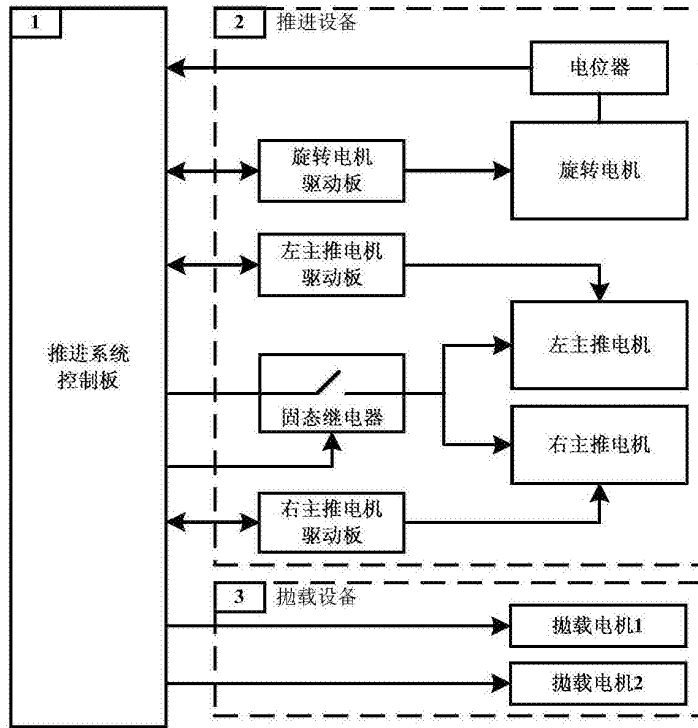 1
推进系统
控制板
2 推进设备
电位器
旋转电机
驱动板
旋转电机
左主推电机
驱动板
左主推电机
固态继电器
右主推电机
右主推电机
驱动板
3 抛载设备
抛载电机1
抛载电机2